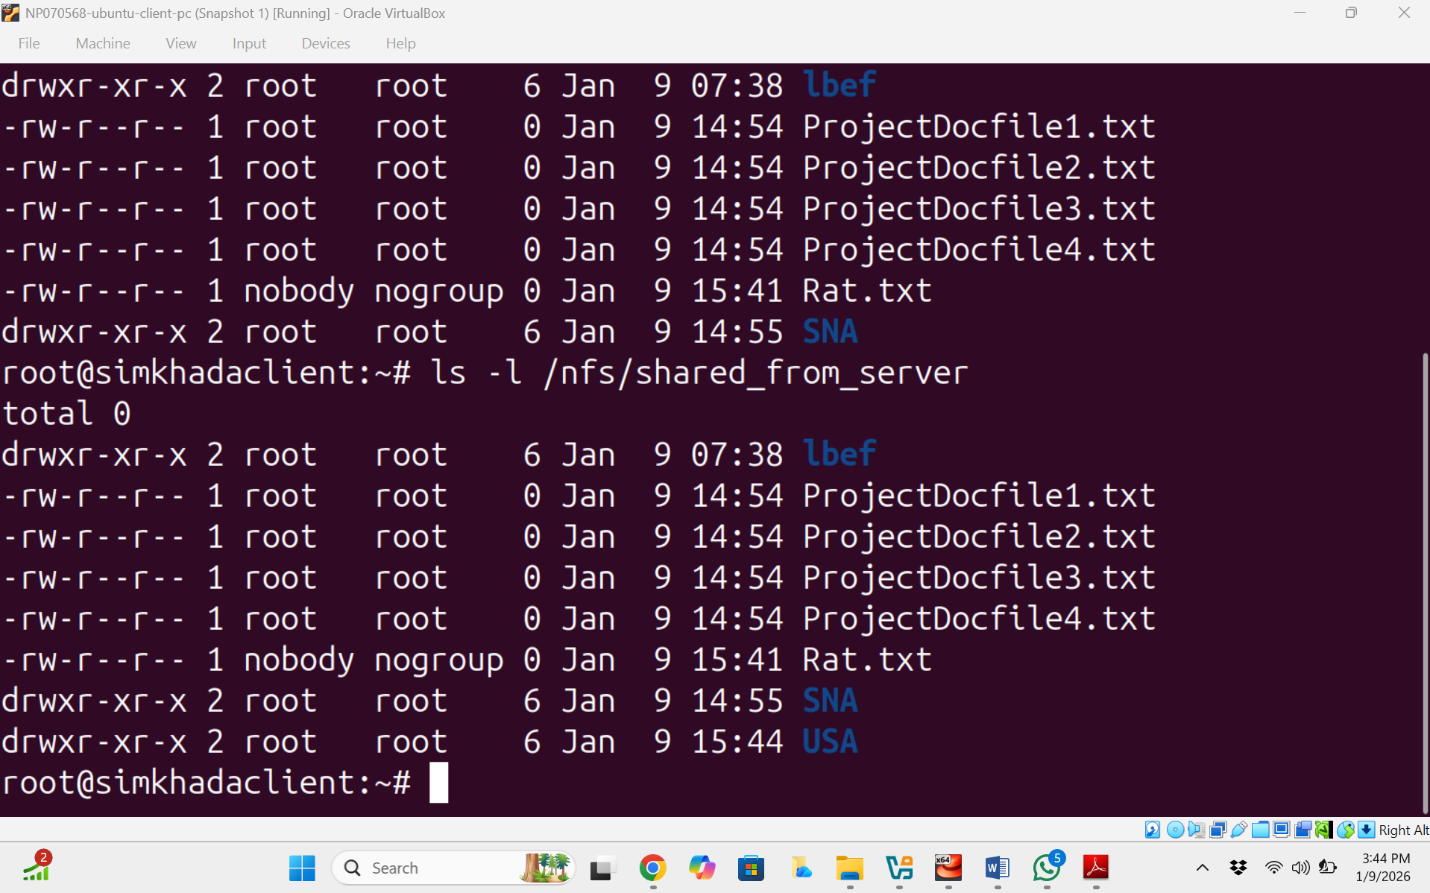 NP070568-ubuntu-client-pc (Snapshot 1) [Running] - Oracle VirtualBox
File Machine View Input Devices Help
drwxr-xr-x 2 root   root    6 Jan  9 07:38 lbef
-rw-r--r-- 1 root   root    0 Jan  9 14:54 ProjectDocfile1.txt
-rw-r--r-- 1 root   root    0 Jan  9 14:54 ProjectDocfile2.txt
-rw-r--r-- 1 root   root    0 Jan  9 14:54 ProjectDocfile3.txt
-rw-r--r-- 1 root   root    0 Jan  9 14:54 ProjectDocfile4.txt
-rw-r--r-- 1 nobody nogroup 0 Jan  9 15:41 Rat.txt
drwxr-xr-x 2 root   root    6 Jan  9 14:55 SNA
root@simkhadaclient:~# ls -l /nfs/shared_from_server
total 0
drwxr-xr-x 2 root   root    6 Jan  9 07:38 lbef
-rw-r--r-- 1 root   root    0 Jan  9 14:54 ProjectDocfile1.txt
-rw-r--r-- 1 root   root    0 Jan  9 14:54 ProjectDocfile2.txt
-rw-r--r-- 1 root   root    0 Jan  9 14:54 ProjectDocfile3.txt
-rw-r--r-- 1 root   root    0 Jan  9 14:54 ProjectDocfile4.txt
-rw-r--r-- 1 nobody nogroup 0 Jan  9 15:41 Rat.txt
drwxr-xr-x 2 root   root    6 Jan  9 14:55 SNA
drwxr-xr-x 2 root   root    6 Jan  9 15:44 USA
root@simkhadaclient:~#
Right Alt
2
Search
x64
5
3:44 PM
1/9/2026